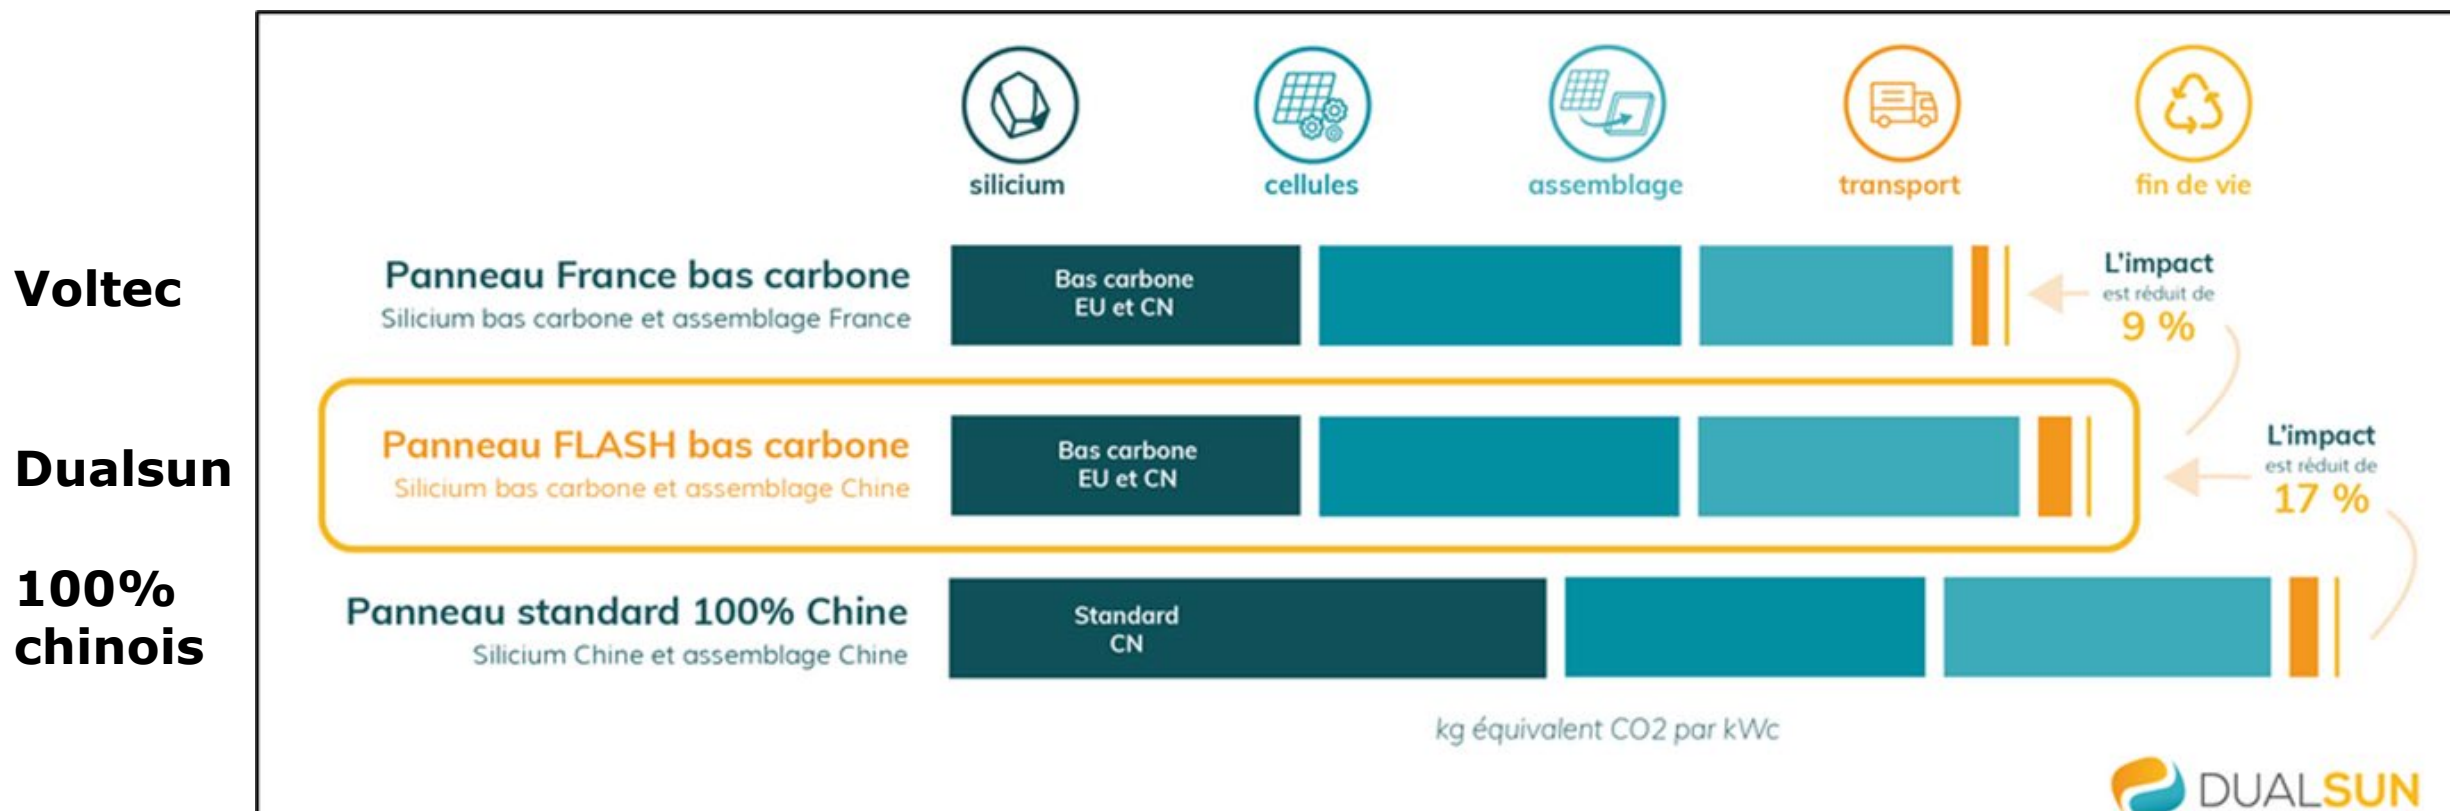 silicium
cellules
assemblage
transport
fin de vie
Voltec
Panneau France bas carbone
Silicium bas carbone et assemblage France
Bas carbone
EU et CN
L'impact
est réduit de
9 %
Dualsun
Panneau FLASH bas carbone
Silicium bas carbone et assemblage Chine
Bas carbone
EU et CN
L'impact
est réduit de
17 %
100%
chinois
Panneau standard 100% Chine
Silicium Chine et assemblage Chine
Standard
CN
kg équivalent CO2 par kWc
DUALSUN